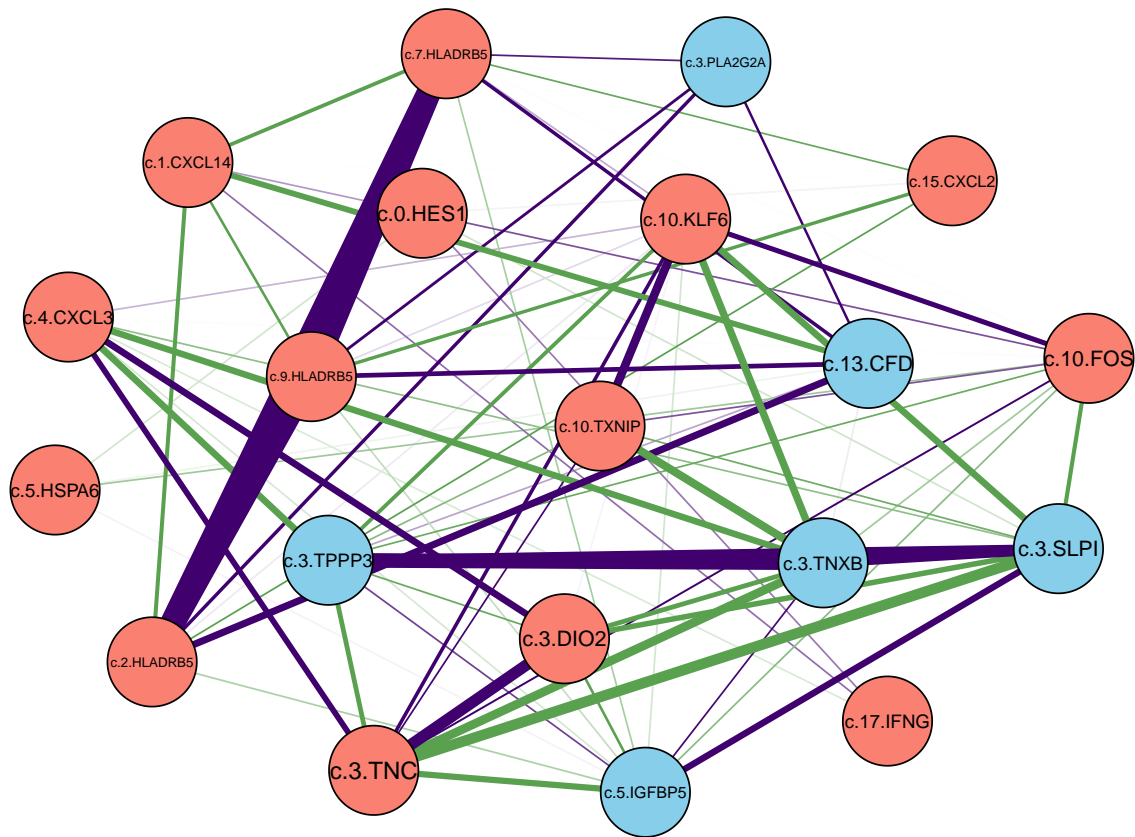 c.7.HLADRB5
c.3.PLA2G2A
c.1.CXCL14
c.15.CXCL2
c.0.HES1
c.10.KLF6
c.4.CXCL3
c.10.FOS
c.13.CFD
c.9.HLADRB5
c.10.TXNIP
c.5.HSPA6
c.3.SLPI
c.3.TPPP3
c.3.TNXB
c.3.DIO2
c.2.HLADRB5
c.17.IFNG
c.3.TNC
c.5.IGFBP5